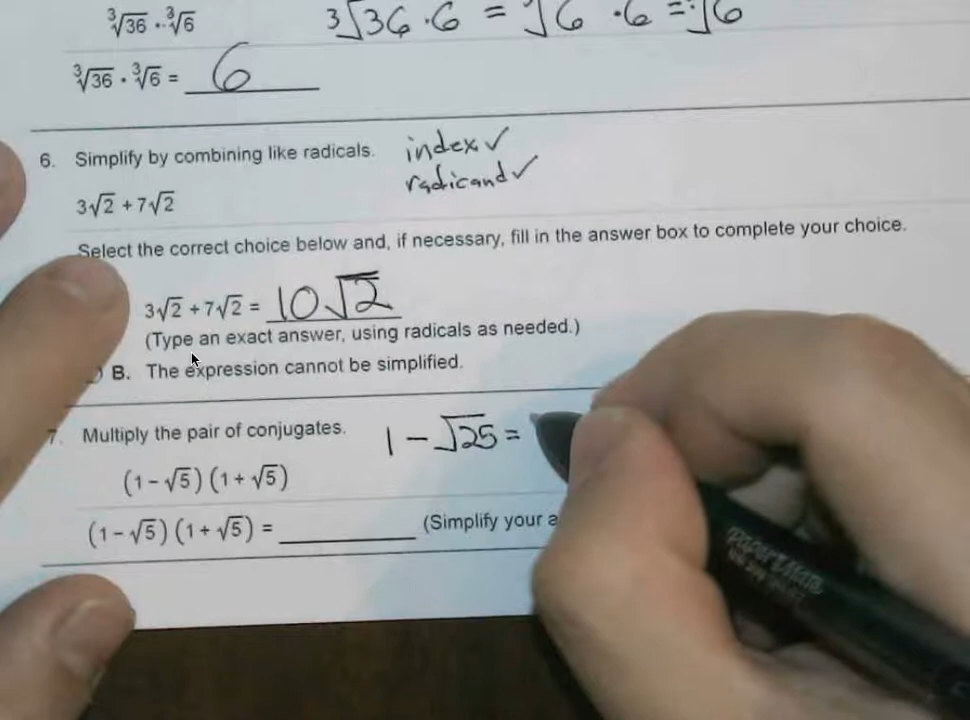 ∛36 · ∛6 ∛36·6 = ∛6 ·6 = ∛6
∛36 · ∛6 = 6
6. Simplify by combining like radicals. index✓
radicand✓
3√2 + 7√2
Select the correct choice below and, if necessary, fill in the answer box to complete your choice.
3√2 + 7√2 = 10√2
(Type an exact answer, using radicals as needed.)
B. The expression cannot be simplified.
7. Multiply the pair of conjugates. 1 - √25 =
(1 - √5) (1 + √5)
(1 - √5) (1 + √5) = ________ (Simplify your a